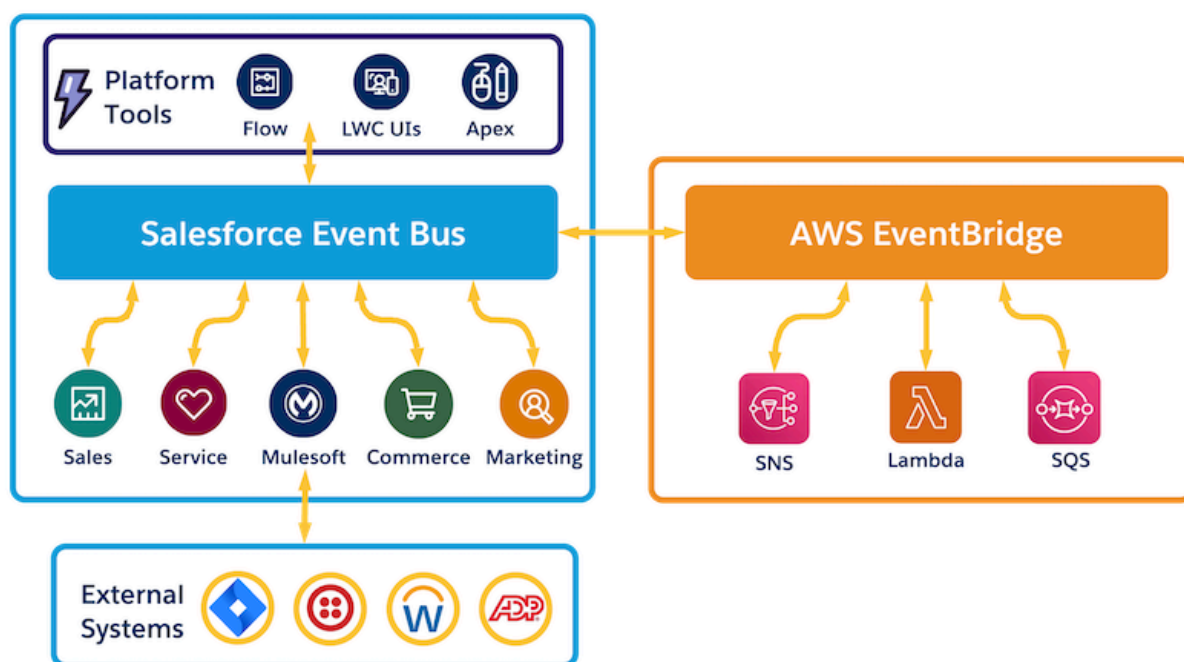 Platform
Tools
Flow
LWC UIs
Apex
Salesforce Event Bus
AWS EventBridge
Sales
Service
Mulesoft
Commerce
Marketing
SNS
Lambda
SQS
External
Systems
W
ADP